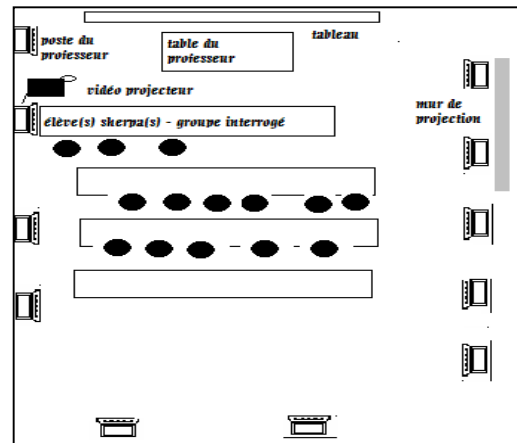 tableau
poste du
professeur
table du
professeur
vidéo projecteur
mur de
projection
élève(s) sherpa(s) - groupe interrogé